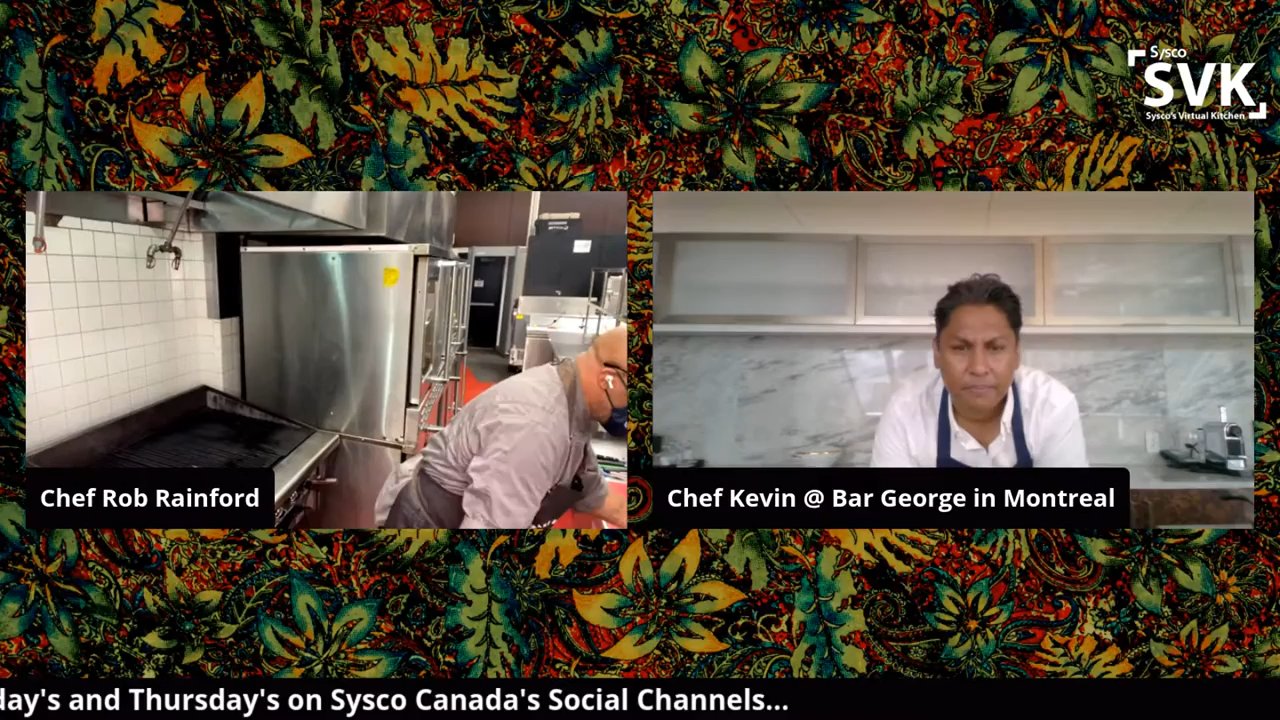 Sysco
SVK
Sysco's Virtual Kitchen
Chef Rob Rainford
Chef Kevin @ Bar George in Montreal
day's and Thursday's on Sysco Canada's Social Channels...